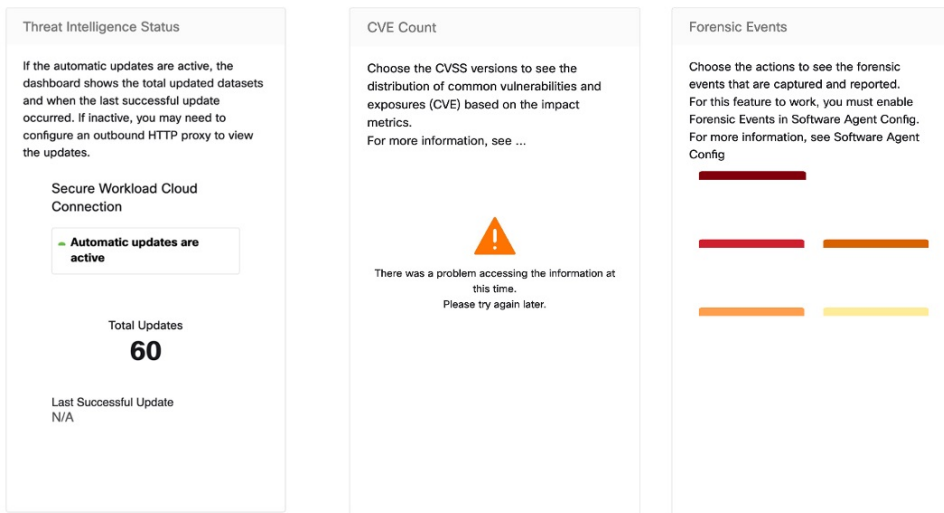 Threat Intelligence Status
If the automatic updates are active, the
dashboard shows the total updated datasets
and when the last successful update
occurred. If inactive, you may need to
configure an outbound HTTP proxy to view
the updates.
Secure Workload Cloud
Connection
Automatic updates are
active
Total Updates
60
Last Successful Update
N/A
CVE Count
Choose the CVSS versions to see the
distribution of common vulnerabilities and
exposures (CVE) based on the impact
metrics.
For more information, see ...
There was a problem accessing the information at
this time.
Please try again later.
Forensic Events
Choose the actions to see the forensic
events that are captured and reported.
For this feature to work, you must enable
Forensic Events in Software Agent Config.
For more information, see Software Agent
Config